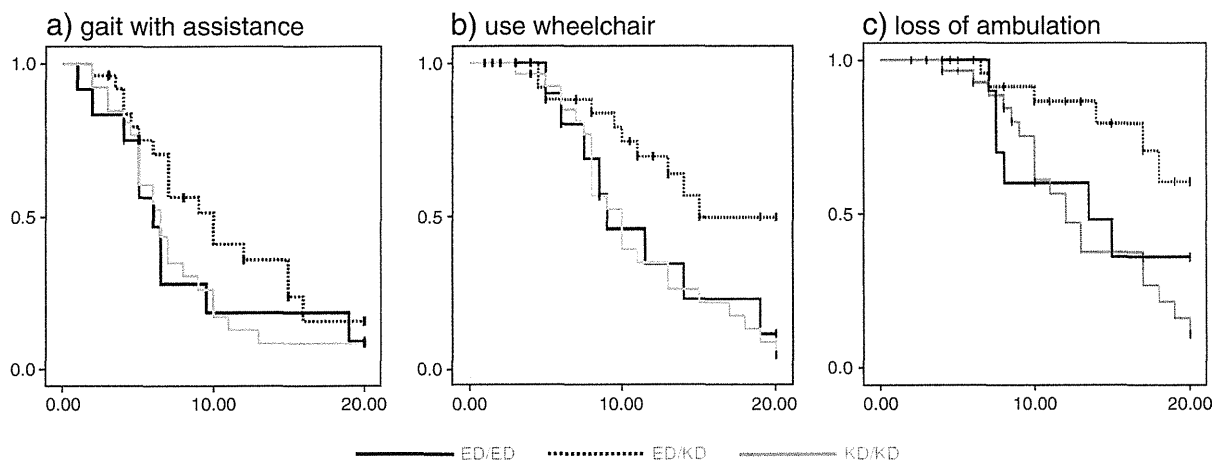 a) gait with assistance
b) use wheelchair
c) loss of ambulation
1.0
0.5
0.0
0.00 10.00 20.00
1.0
0.5
0.0
0.00 10.00 20.00
1.0
0.5
0.0
0.00 10.00 20.00
ED/ED ED/KD KD/KD